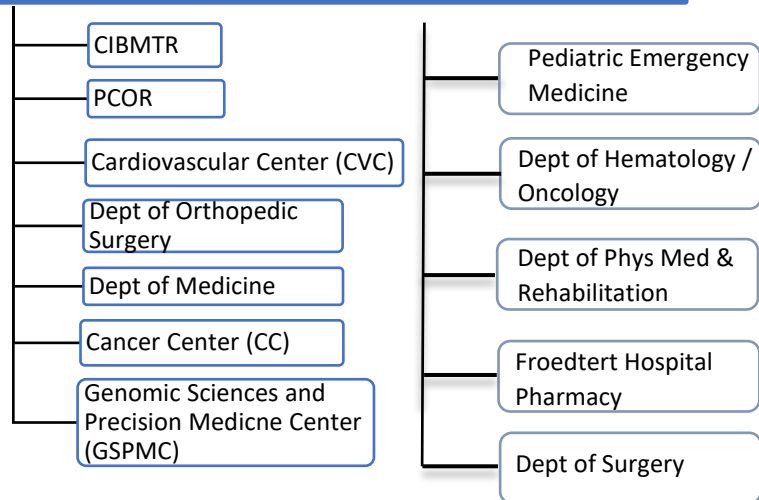 CIBMTR
PCOR
Cardiovascular Center (CVC)
Dept of Orthopedic
Surgery
Dept of Medicine
Cancer Center (CC)
Genomic Sciences and
Precision Medicne Center
(GSPMC)
Pediatric Emergency
Medicine
Dept of Hematology /
Oncology
Dept of Phys Med &
Rehabilitation
Froedtert Hospital
Pharmacy
Dept of Surgery